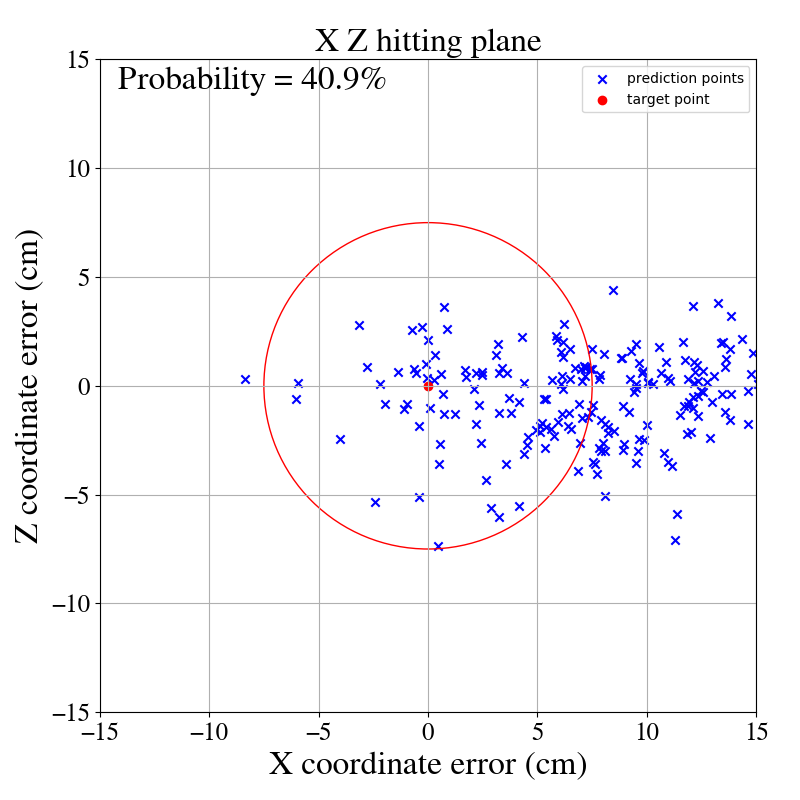 X Z hitting plane
Probability = 40.9%
prediction points
target point
15
10
5
0
−5
−10
−15
Z coordinate error (cm)
−15
−10
−5
0
5
10
15
X coordinate error (cm)